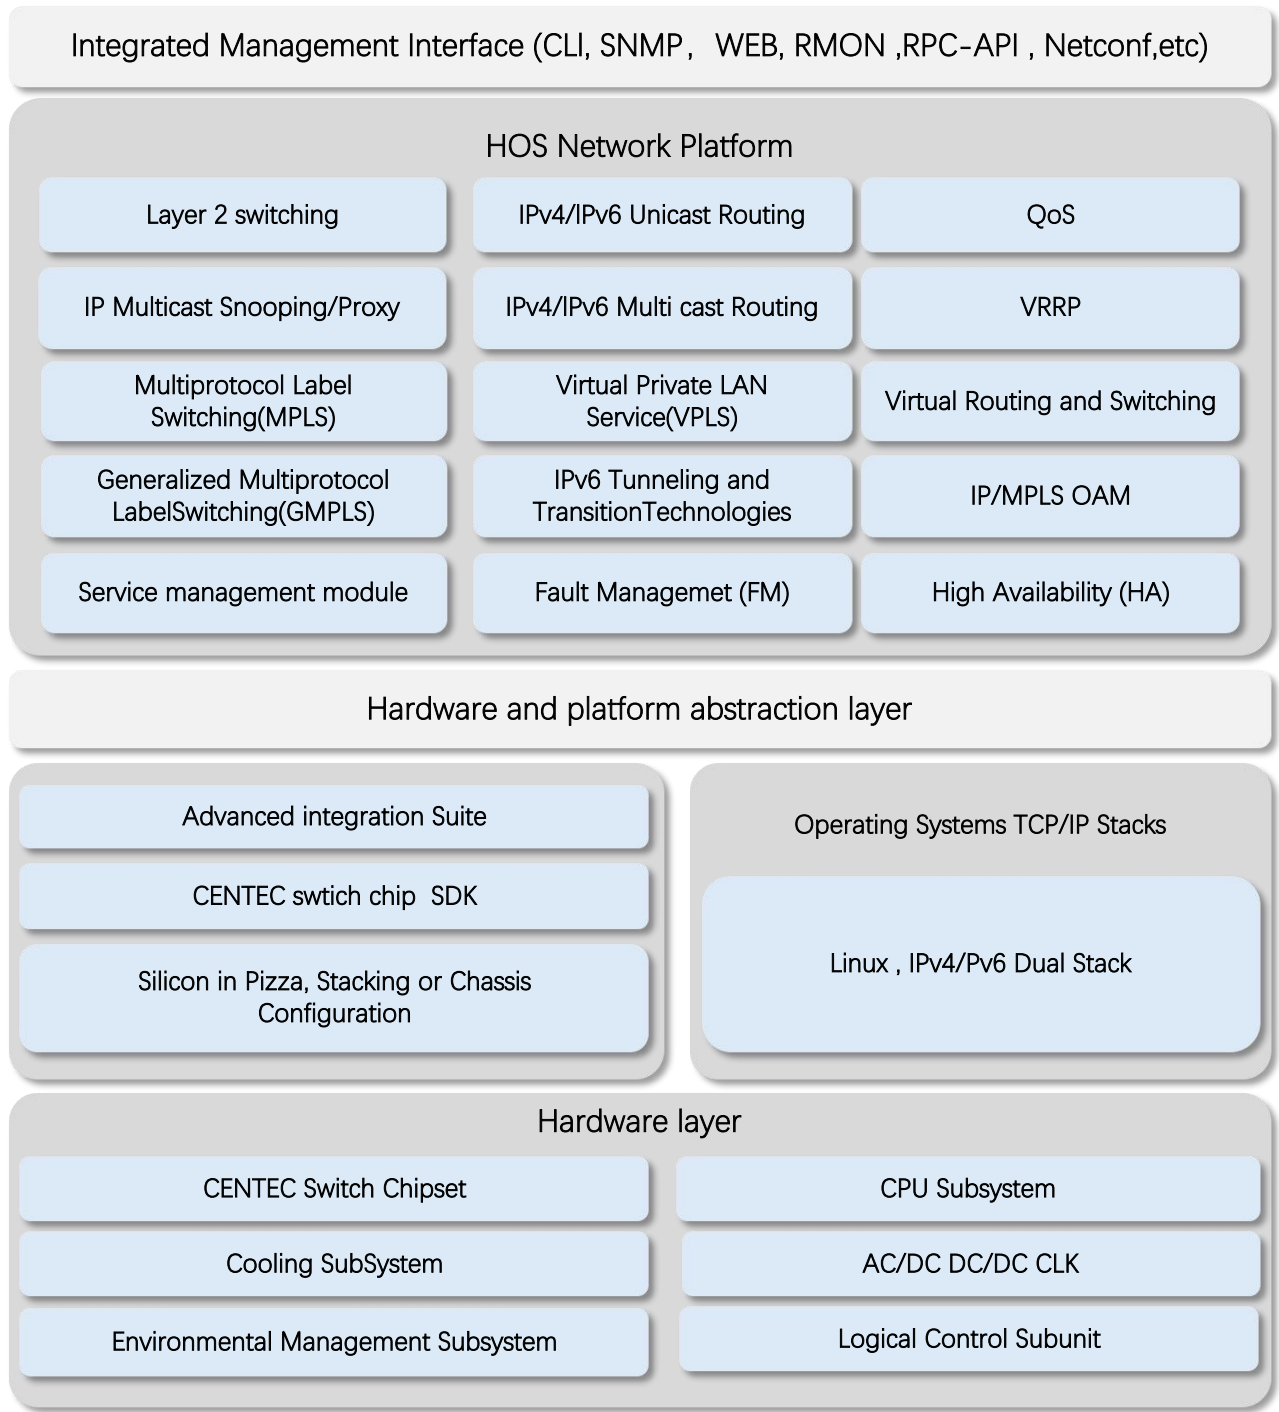 Integrated Management Interface (CLI, SNMP， WEB, RMON ,RPC-API , Netconf,etc)
HOS Network Platform
Layer 2 switching
IPv4/IPv6 Unicast Routing
QoS
IP Multicast Snooping/Proxy
IPv4/IPv6 Multi cast Routing
VRRP
Multiprotocol Label
Switching(MPLS)
Virtual Private LAN
Service(VPLS)
Virtual Routing and Switching
Generalized Multiprotocol
LabelSwitching(GMPLS)
IPv6 Tunneling and
TransitionTechnologies
IP/MPLS OAM
Service management module
Fault Managemet (FM)
High Availability (HA)
Hardware and platform abstraction layer
Advanced integration Suite
CENTEC swtich chip  SDK
Silicon in Pizza, Stacking or Chassis
Configuration
Operating Systems TCP/IP Stacks
Linux , IPv4/Pv6 Dual Stack
Hardware layer
CENTEC Switch Chipset
CPU Subsystem
Cooling SubSystem
AC/DC DC/DC CLK
Environmental Management Subsystem
Logical Control Subunit